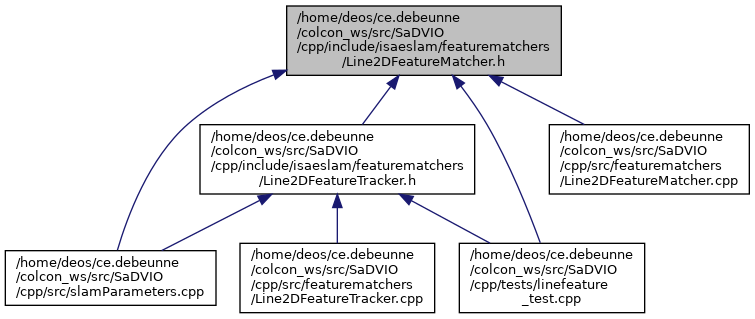 /home/deos/ce.debeunne
/colcon_ws/src/SaDVIO
/cpp/include/isaeslam/featurematchers
/Line2DFeatureMatcher.h
/home/deos/ce.debeunne
/colcon_ws/src/SaDVIO
/cpp/include/isaeslam/featurematchers
/Line2DFeatureTracker.h
/home/deos/ce.debeunne
/colcon_ws/src/SaDVIO
/cpp/src/featurematchers
/Line2DFeatureMatcher.cpp
/home/deos/ce.debeunne
/colcon_ws/src/SaDVIO
/cpp/src/slamParameters.cpp
/home/deos/ce.debeunne
/colcon_ws/src/SaDVIO
/cpp/src/featurematchers
/Line2DFeatureTracker.cpp
/home/deos/ce.debeunne
/colcon_ws/src/SaDVIO
/cpp/tests/linefeature
_test.cpp